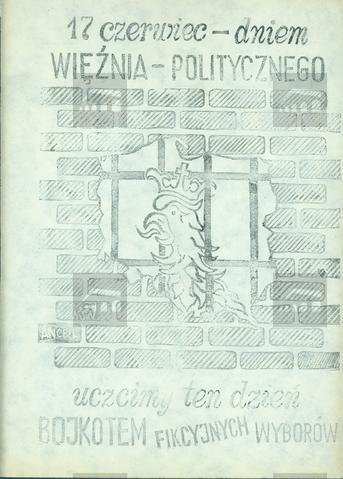 17 czerwiec - dniem
WIĘŹNIA - POLITYCZNEGO
uczcimy ten dzień
BOJKOTEM FIKCYJNYCH WYBORÓW